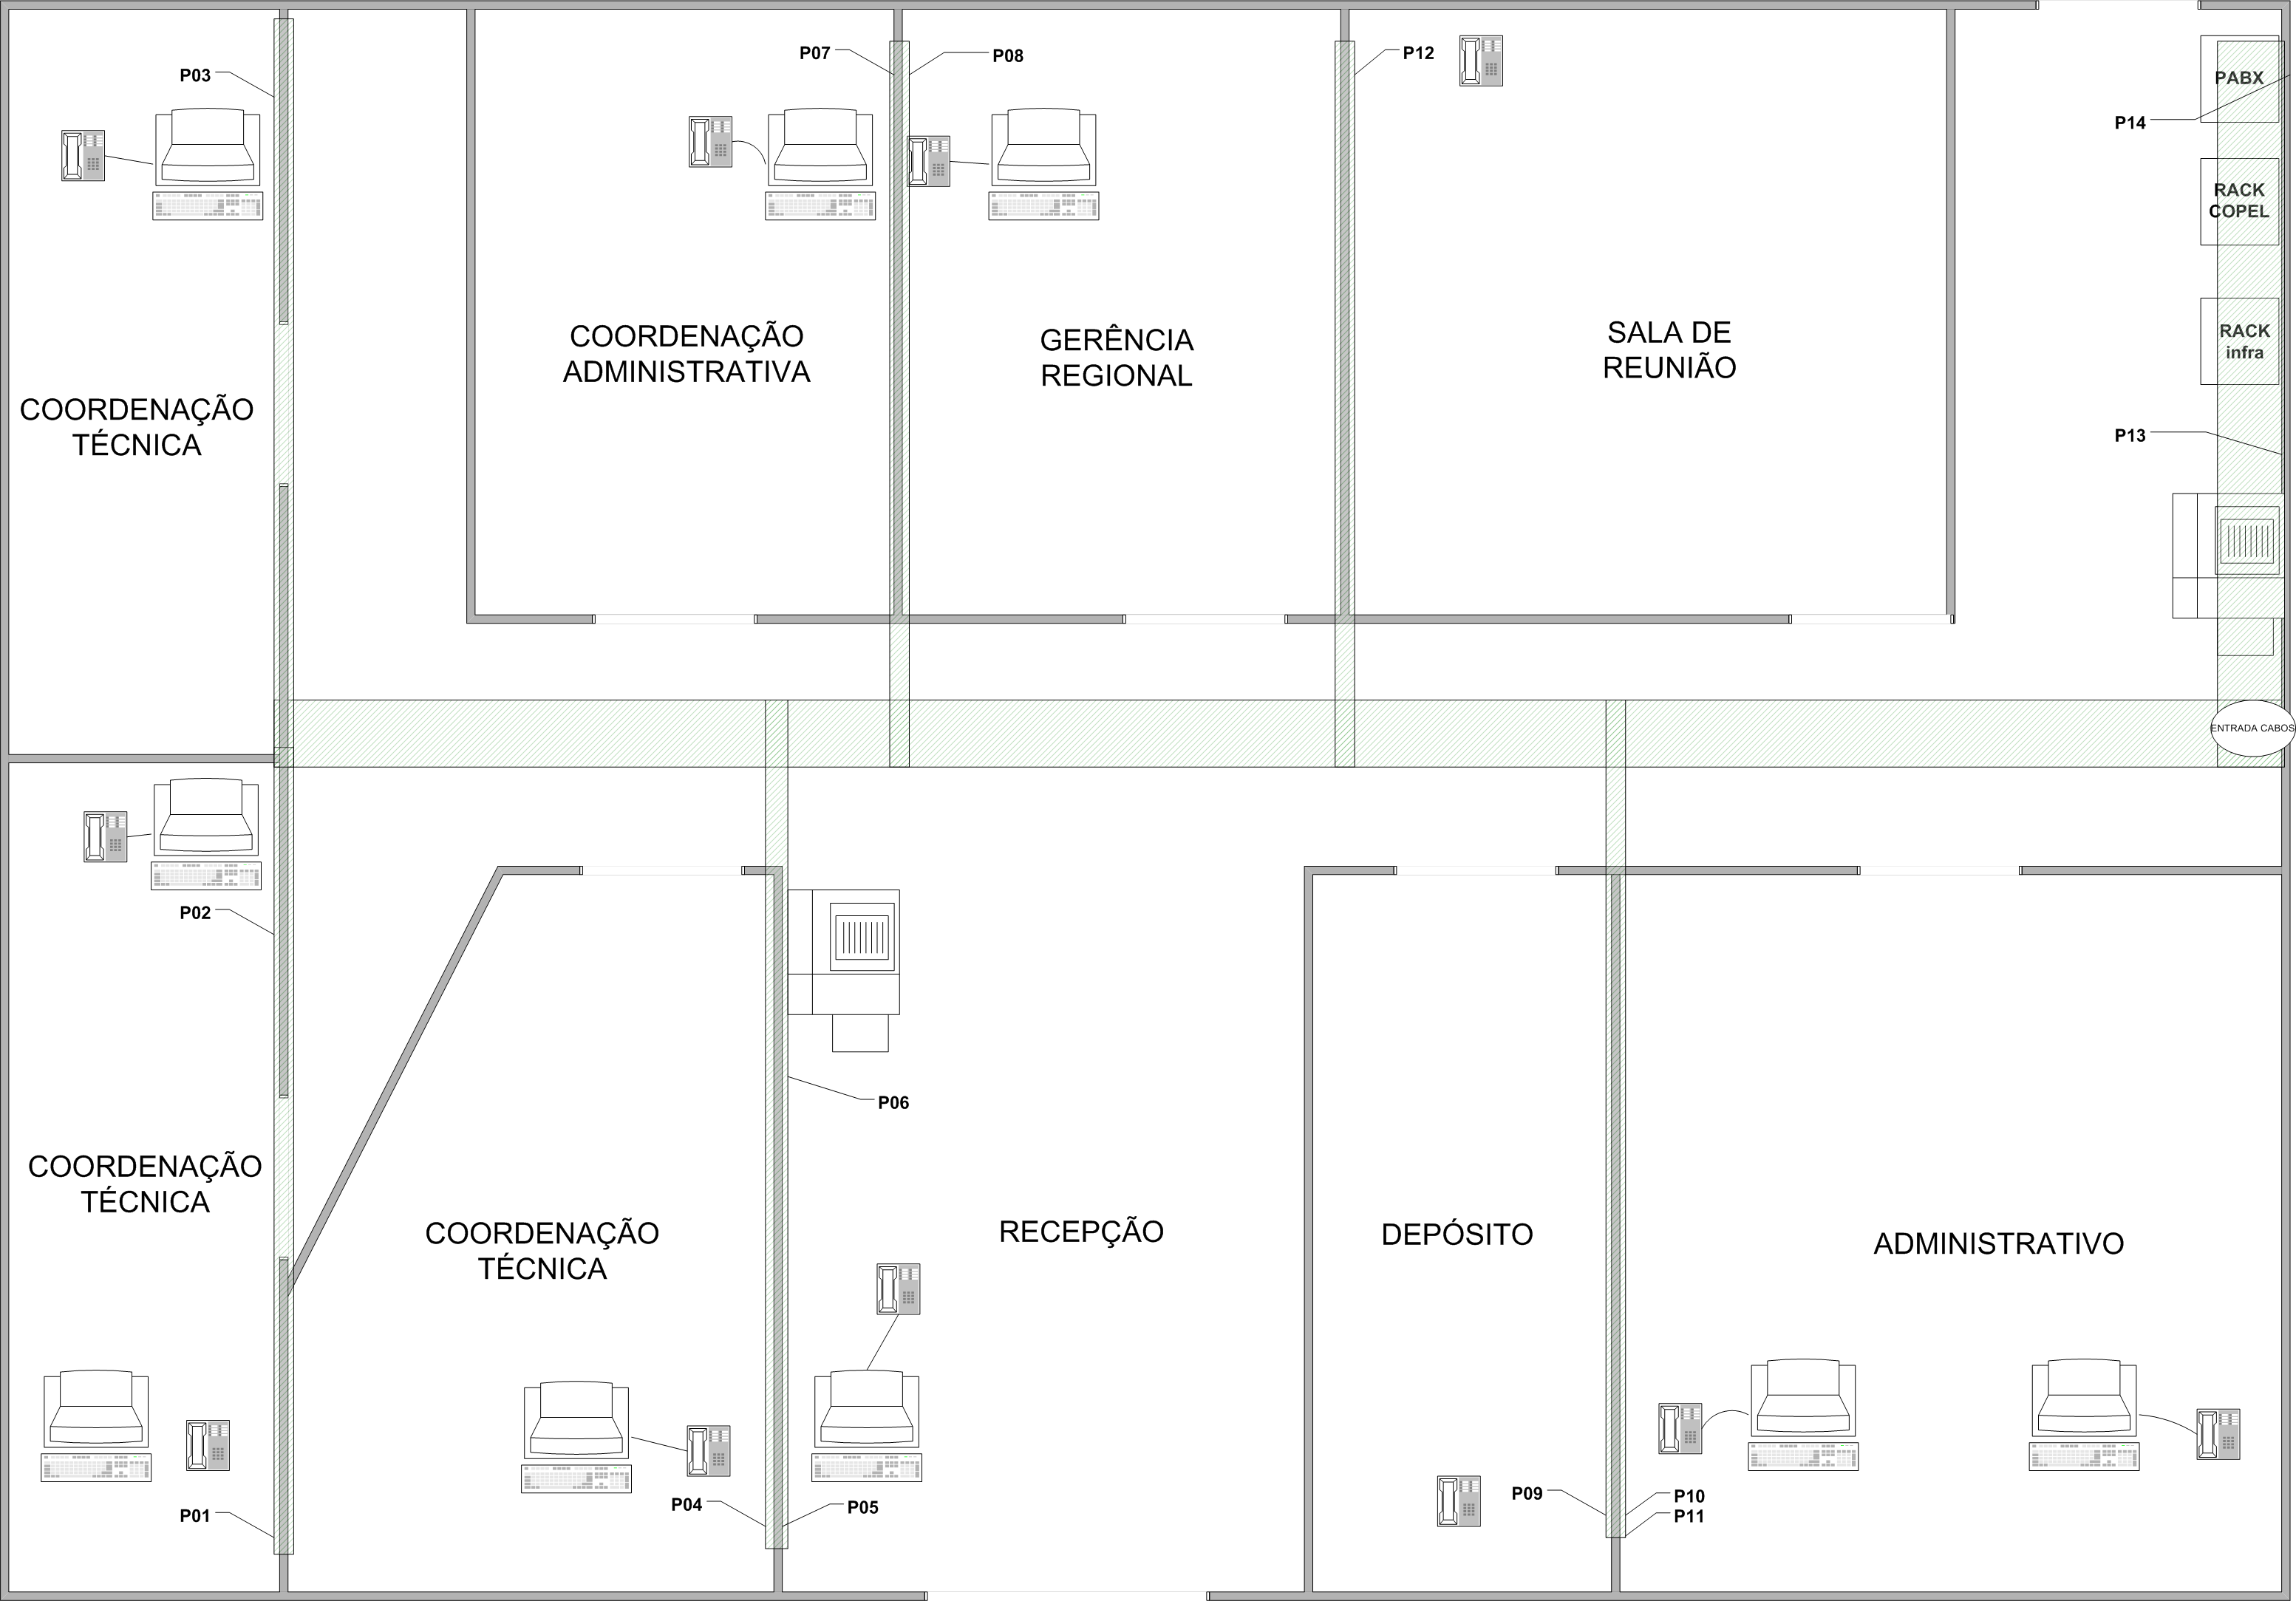 P03
P07
P08
P12
PABX
P14
RACK
COPEL
RACK
infra
P13
COORDENAÇÃO
TÉCNICA
COORDENAÇÃO
ADMINISTRATIVA
GERÊNCIA
REGIONAL
SALA DE
REUNIÃO
ENTRADA CABOS
P02
P06
COORDENAÇÃO
TÉCNICA
COORDENAÇÃO
TÉCNICA
RECEPÇÃO
DEPÓSITO
ADMINISTRATIVO
P01
P04
P05
P09
P10
P11